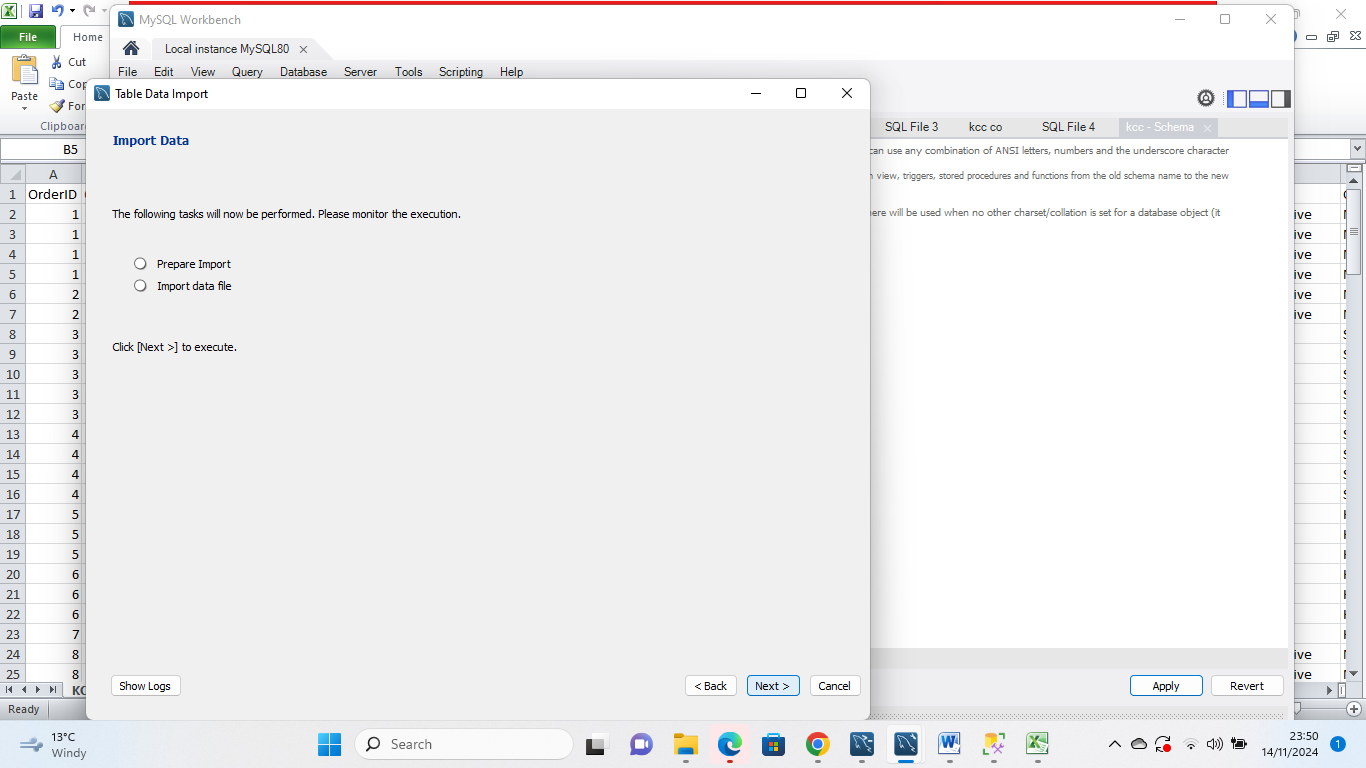 MySQL Workbench
File
Home
Local instance MySQL80
Cut
Paste
Cop
For
Clipboar
File Edit View Query Database Server Tools Scripting Help
Table Data Import
Import Data
The following tasks will now be performed. Please monitor the execution.
Prepare Import
Import data file
Click [Next >] to execute.
Show Logs
< Back
Next >
Cancel
SQL File 3 kcc co SQL File 4 kcc - Schema
can use any combination of ANSI letters, numbers and the underscore character
view, triggers, stored procedures and functions from the old schema name to the new
ere will be used when no other charset/collation is set for a database object (it
Apply
Revert
B5
A
1 OrderID
2 1 ive
3 1 ive
4 1 ive
5 1 ive
6 2 ive
7 2 ive
8 3
9 3
10 3
11 3
12 3
13 4
14 4
15 4
16 4
17 5
18 5
19 5
20 6
21 6
22 6
23 7
24 8 ive
25 8 ive
KC
Ready
13°C
Windy
Search
23:50
14/11/2024
1